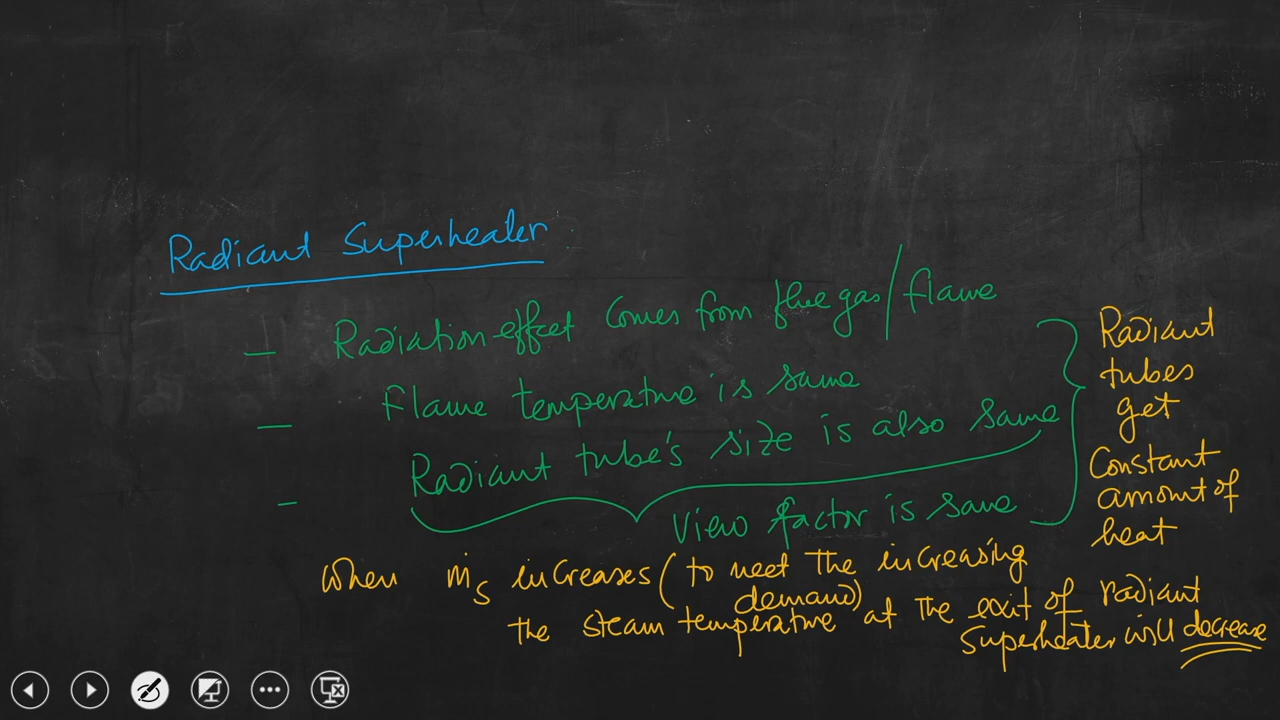 Radiant Superheater :
– Radiation effect comes from flue gas / flame
– Flame temperature is same
– Radiant tube's size is also same
View factor is same
Radiant
tubes
get
Constant
amount of
heat
When ṁs increases ( to meet the increasing
demand)
the steam temperature at the exit of radiant
Superheater will decrease